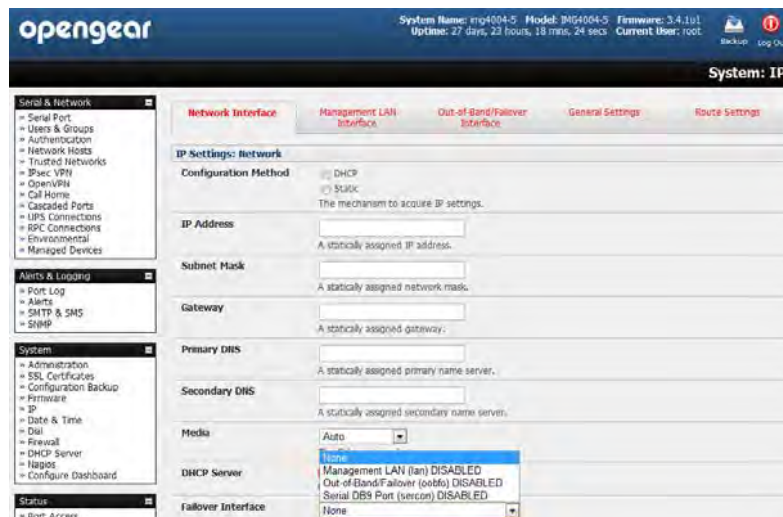 opengear
System Name: img4004-5 Model: IMG4004-5 Firmware: 3.4.1u1
Uptime: 27 days, 23 hours, 18 mins, 24 secs Current User: root
Backup
Log Ou
System: IP
Serial & Network
» Serial Port
» Users & Groups
» Authentication
» Network Hosts
» Trusted Networks
» IPsec VPN
» OpenVPN
» Call Home
» Cascaded Ports
» UPS Connections
» RPC Connections
» Environmental
» Managed Devices
Alerts & Logging
» Port Log
» Alerts
» SMTP & SMS
» SNMP
System
» Administration
» SSL Certificates
» Configuration Backup
» Firmware
» IP
» Date & Time
» Dial
» Firewall
» DHCP Server
» Nagios
» Configure Dashboard
Status
» Port Access
Network Interface
Management LAN Interface
Out-of-Band/Failover Interface
General Settings
Route Settings
IP Settings: Network
Configuration Method
DHCP
Static
The mechanism to acquire IP settings.
IP Address
A statically assigned IP address.
Subnet Mask
A statically assigned network mask.
Gateway
A statically assigned gateway.
Primary DNS
A statically assigned primary name server.
Secondary DNS
A statically assigned secondary name server.
Media
Auto
None
Management LAN (lan) DISABLED
Out-of-Band/Failover (oobfo) DISABLED
Serial DB9 Port (sercon) DISABLED
DHCP Server
Failover Interface
None